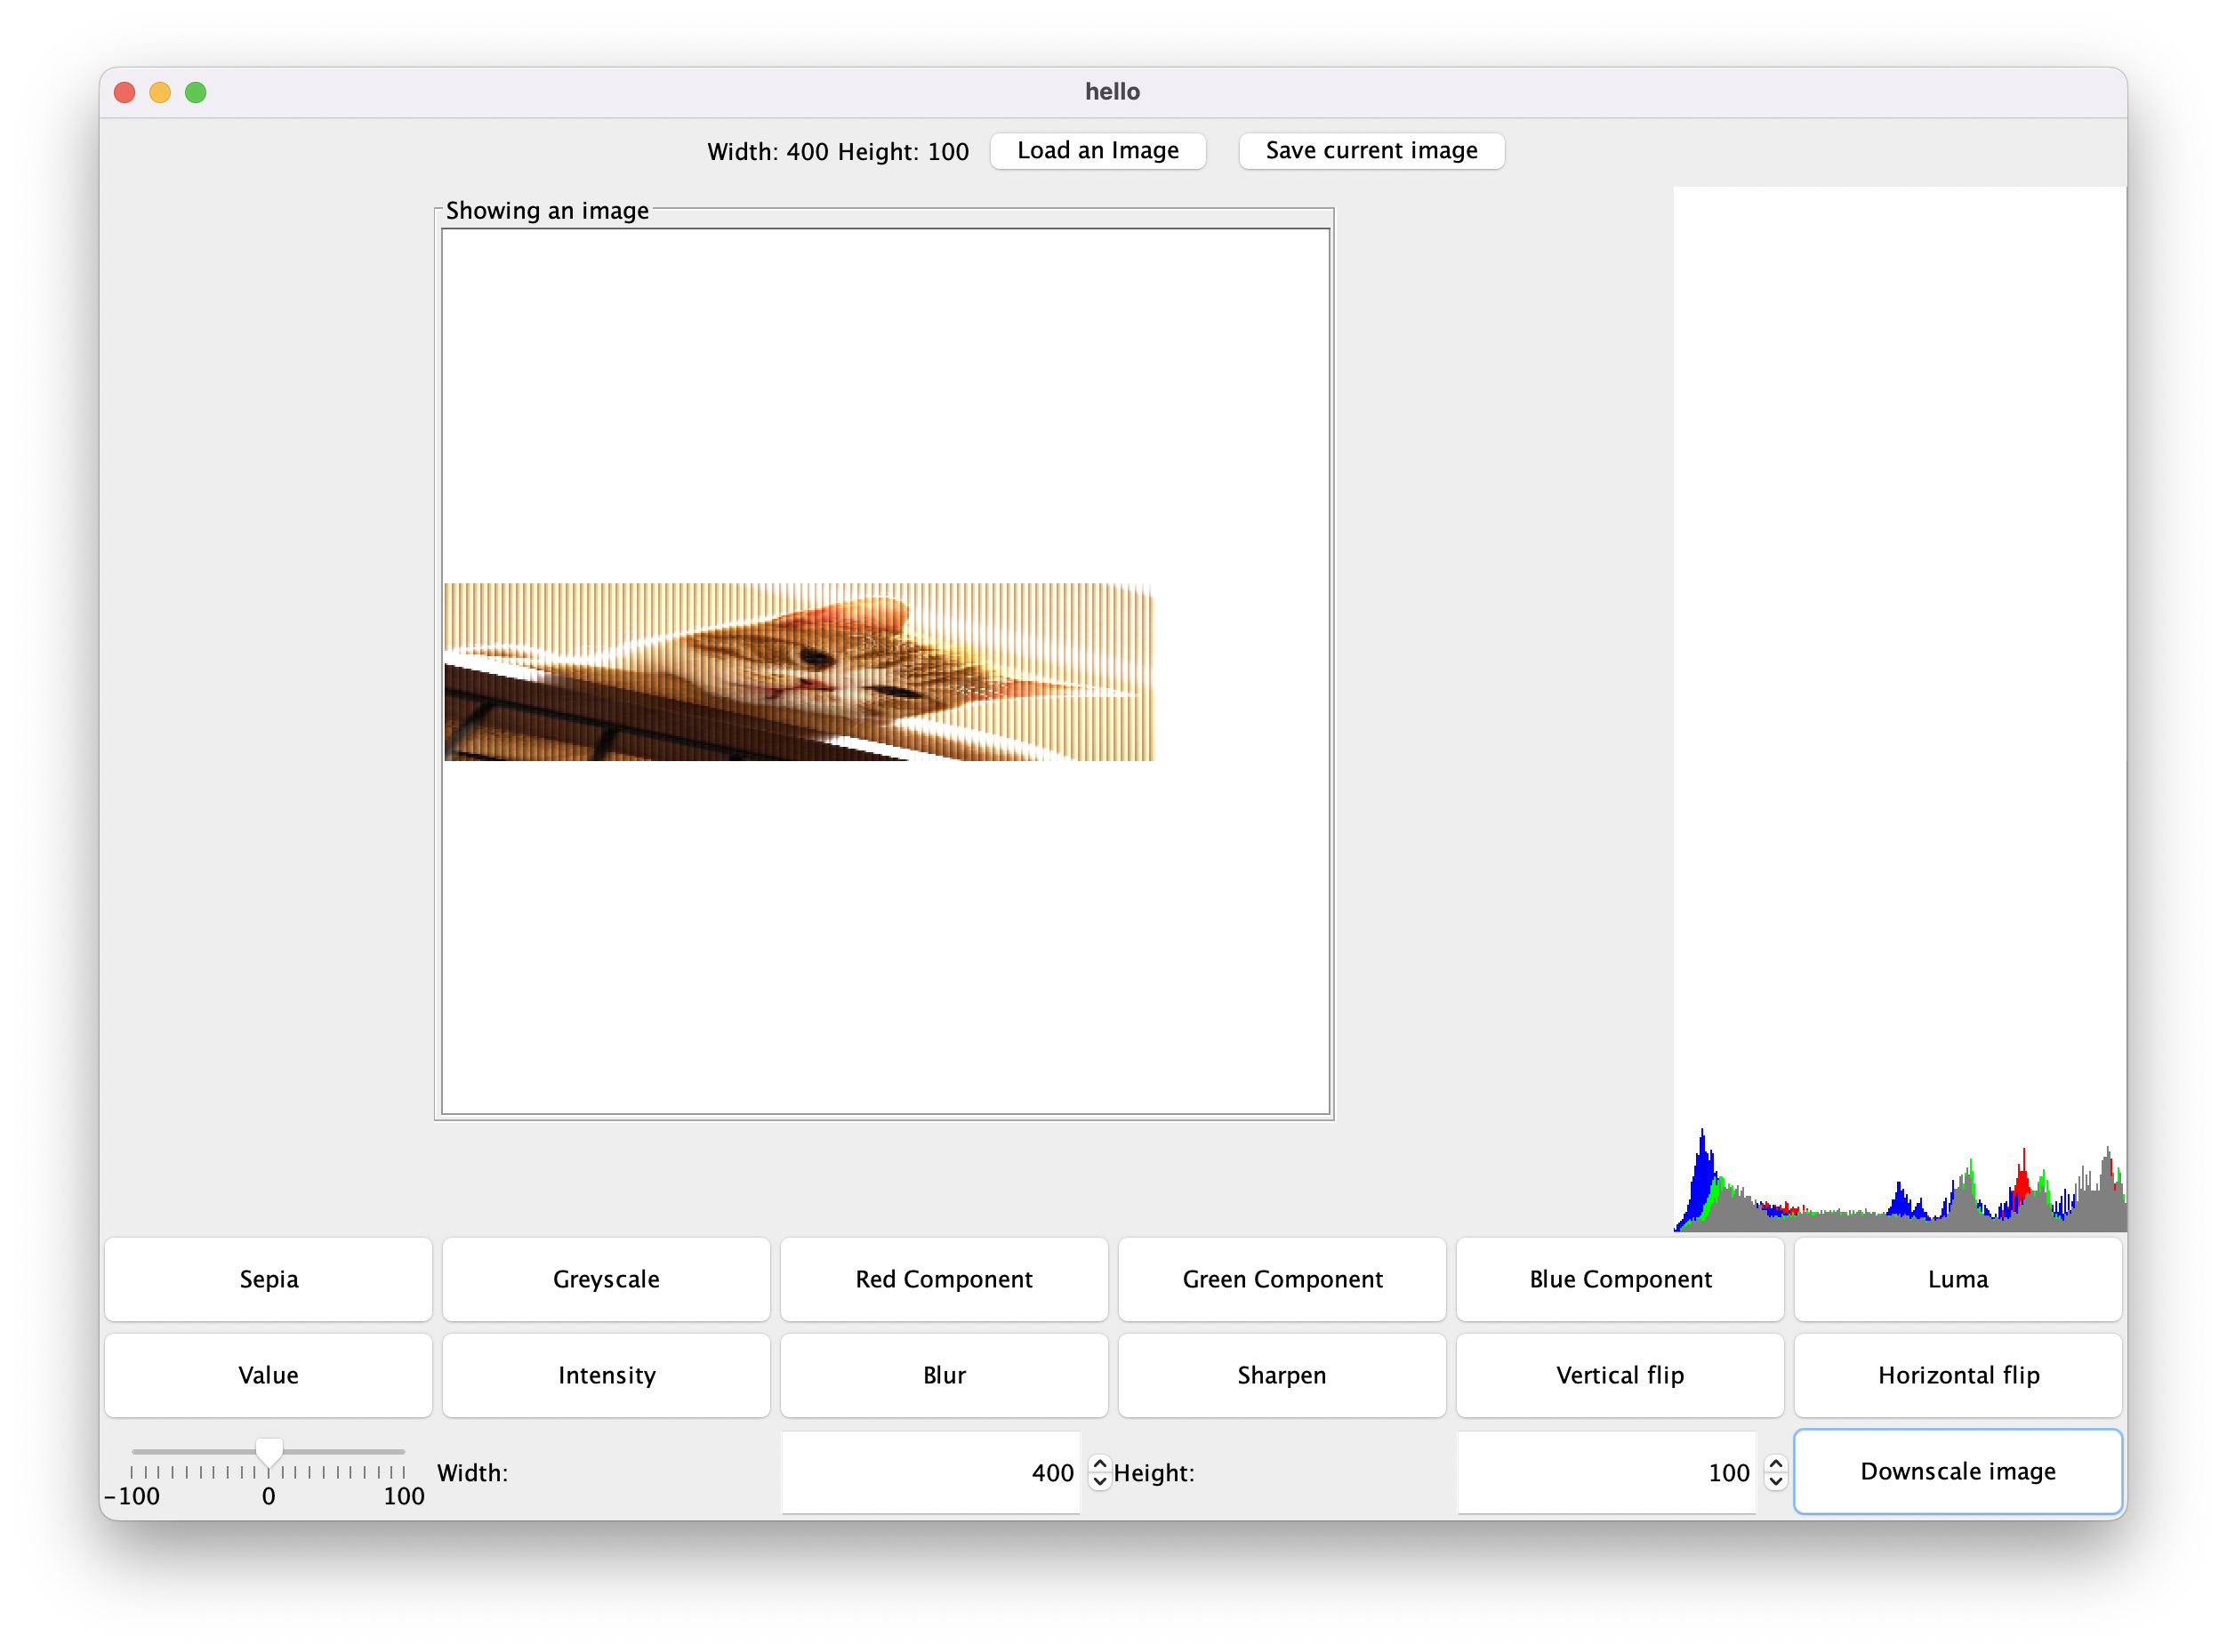 hello
Width: 400 Height: 100 Load an Image Save current image
Showing an image
Sepia Greyscale Red Component Green Component Blue Component Luma
Value Intensity Blur Sharpen Vertical flip Horizontal flip
Width: 400 Height: 100 Downscale image
-100 0 100